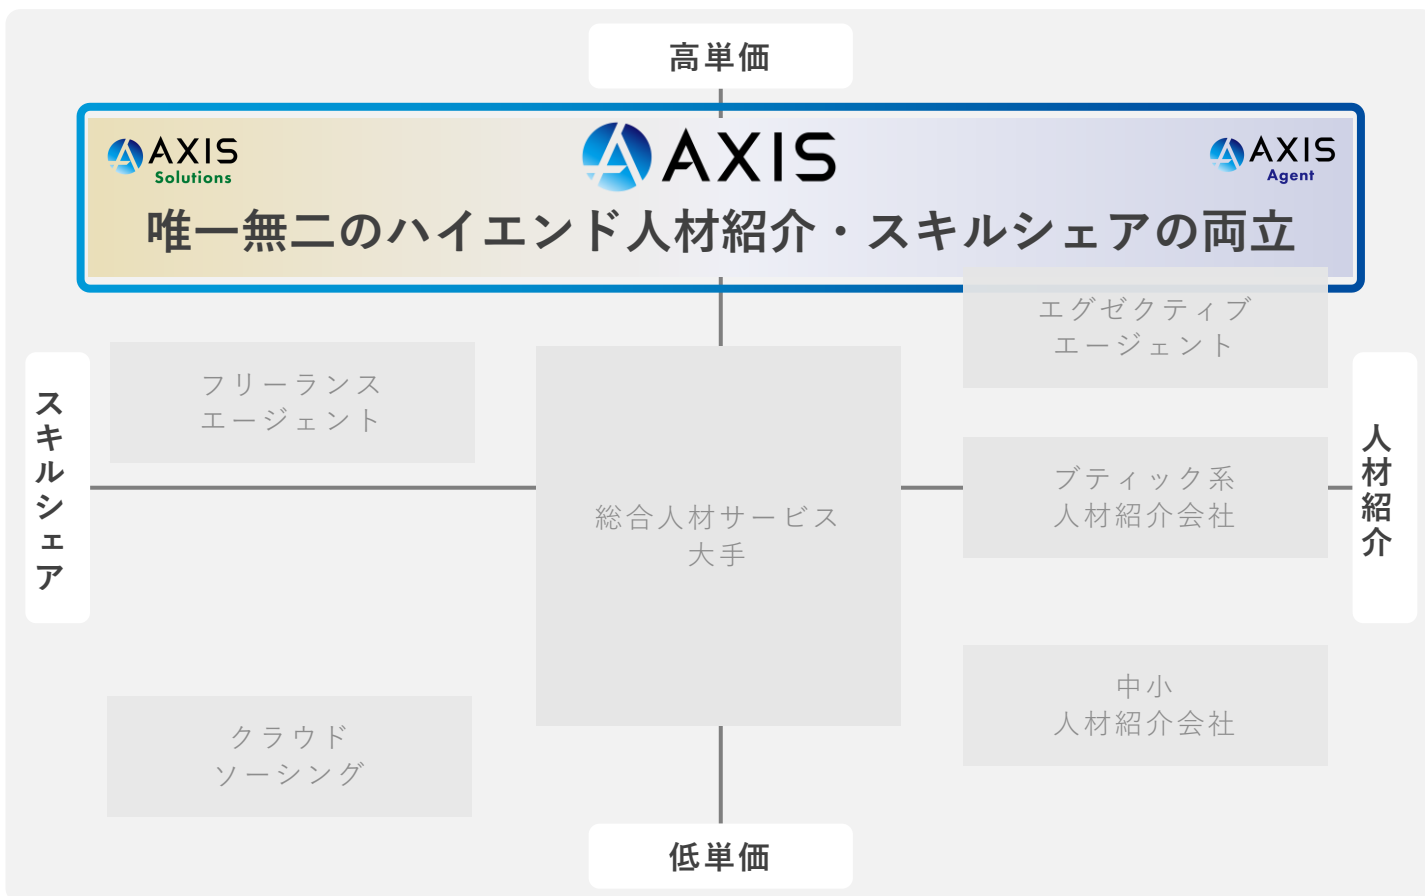 高単価
AXIS
Solutions
AXIS
AXIS
Agent
唯一無二のハイエンド人材紹介・スキルシェアの両立
エグゼクティブ
エージェント
フリーランス
エージェント
スキルシェア
総合人材サービス
大手
ブティック系
人材紹介会社
人材紹介
中小
人材紹介会社
クラウド
ソーシング
低単価